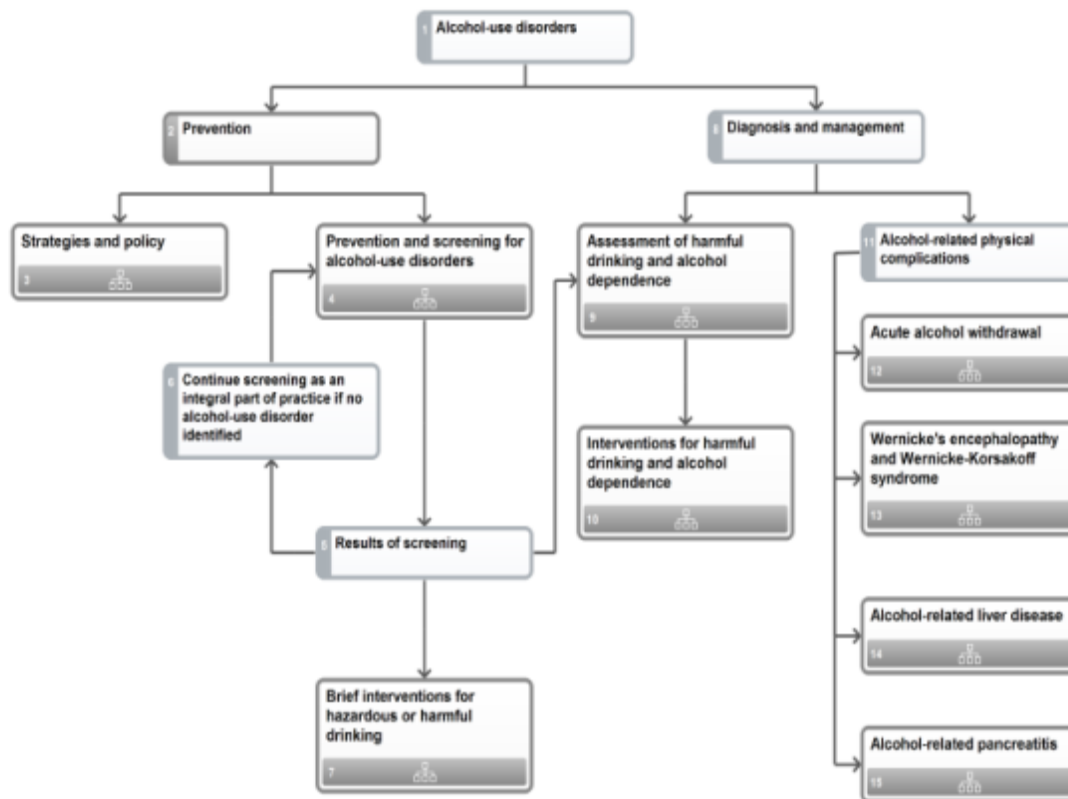 1 Alcohol-use disorders
2 Prevention
8 Diagnosis and management
Strategies and policy
3
Prevention and screening for
alcohol-use disorders
4
Assessment of harmful
drinking and alcohol
dependence
9
11 Alcohol-related physical
complications
Acute alcohol withdrawal
12
6 Continue screening as an
integral part of practice if no
alcohol-use disorder
identified
Interventions for harmful
drinking and alcohol
dependence
10
Wernicke's encephalopathy
and Wernicke-Korsakoff
syndrome
13
5 Results of screening
Alcohol-related liver disease
14
Brief interventions for
hazardous or harmful
drinking
7
Alcohol-related pancreatitis
15